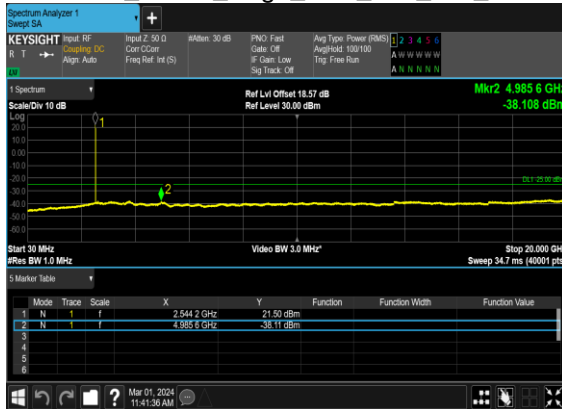 Spectrum Analyzer 1
Swept SA
KEYSIGHT
R T
LXI
Input: RF
Coupling: DC
Align: Auto
Input Z: 50 Ω
Corr CCorr
Freq Ref: Int (S)
#Atten: 30 dB
PNO: Fast
Gate: Off
IF Gain: Low
Sig Track: Off
Avg Type: Power (RMS)
Avg|Hold: 100/100
Trig: Free Run
1 2 3 4 5 6
A W W W W W
A N N N N N
1 Spectrum
Scale/Div 10 dB
Ref Lvl Offset 18.57 dB
Ref Level 30.00 dBm
Mkr2 4.985 6 GHz
-38.108 dBm
Log
20.0
10.0
0.00
-10.0
-20.0
-30.0
-40.0
-50.0
-60.0
1
2
DL1 -25.00 dBm
Start 30 MHz
#Res BW 1.0 MHz
Video BW 3.0 MHz*
Stop 20.000 GHz
Sweep 34.7 ms (40001 pts)
5 Marker Table
Mode Trace Scale X Y Function Function Width Function Value
1 N 1 f 2.544 2 GHz 21.50 dBm
2 N 1 f 4.985 6 GHz -38.11 dBm
3
4
5
6
Mar 01, 2024
11:41:36 AM